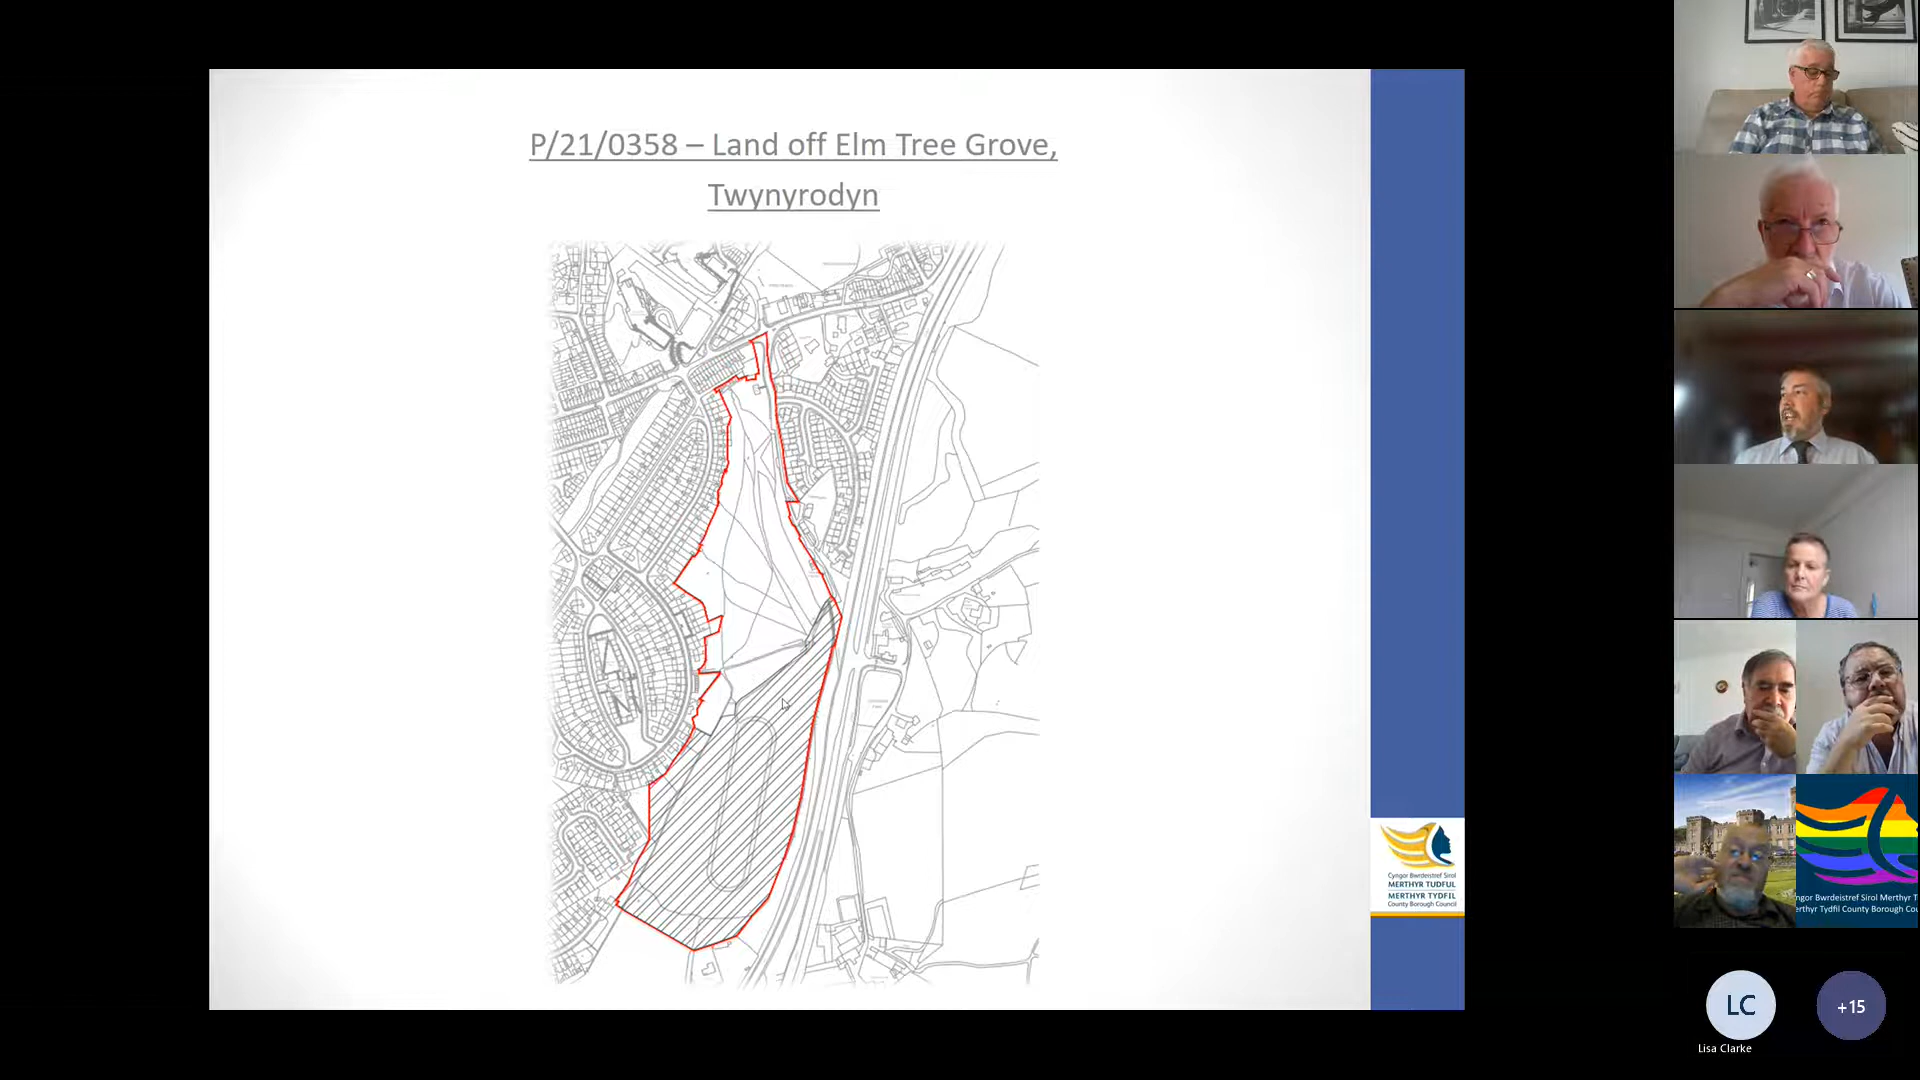 P/21/0358 – Land off Elm Tree Grove,
Twynyrodyn
Cyngor Bwrdeistref Sirol
MERTHYR TUDFUL
MERTHYR TYDFIL
County Borough Council
ngor Bwrdeistref Sirol Merthyr T
erthyr Tydfil County Borough Cou
LC
+15
Lisa Clarke